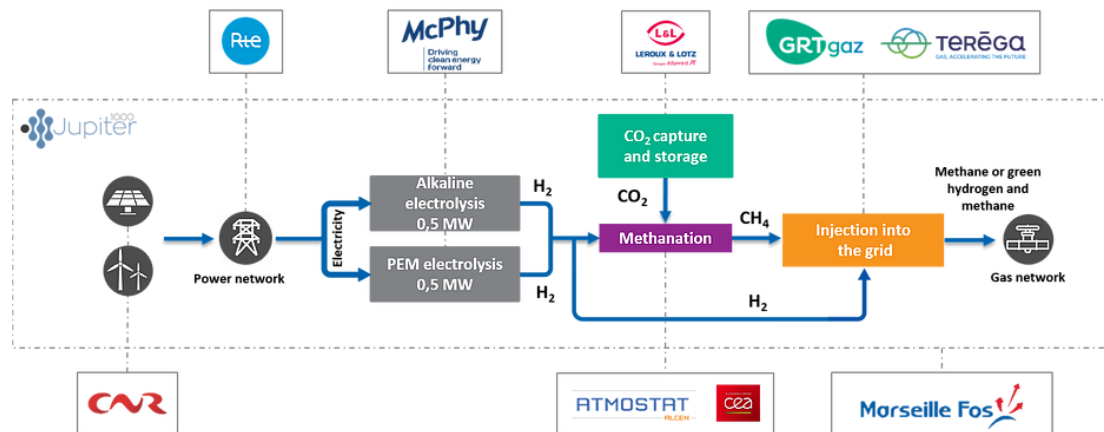 Rte
McPhy
Driving
clean energy
forward
L&L
LEROUX & LOTZ
GRTgaz
TERĒGA
GAS, ACCELERATING THE FUTURE
Jupiter
1000
CO₂ capture
and storage
Methane or green
hydrogen and
methane
Alkaline
electrolysis
0,5 MW
H₂
CO₂
Electricity
Methanation
CH₄
Injection into
the grid
Power network
PEM electrolysis
0,5 MW
H₂
H₂
Gas network
CNR
ATMOSTAT
ALCEN
cea
Marseille Fos